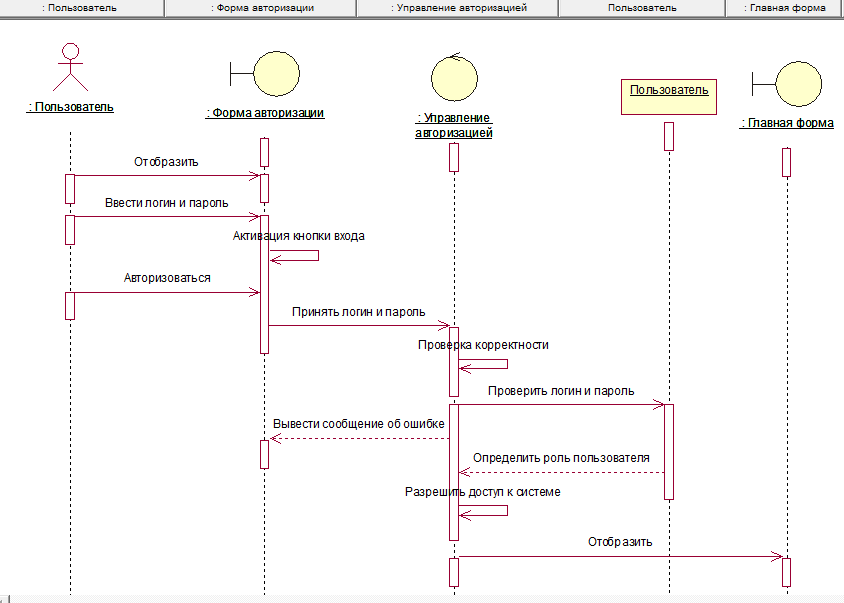 : Пользователь
: Форма авторизации
: Управление авторизацией
Пользователь
: Главная форма
: Пользователь
: Форма авторизации
: Управление
авторизацией
Пользователь
: Главная форма
Отобразить
Ввести логин и пароль
Активация кнопки входа
Авторизоваться
Принять логин и пароль
Проверка корректности
Проверить логин и пароль
Вывести сообщение об ошибке
Определить роль пользователя
Разрешить доступ к системе
Отобразить